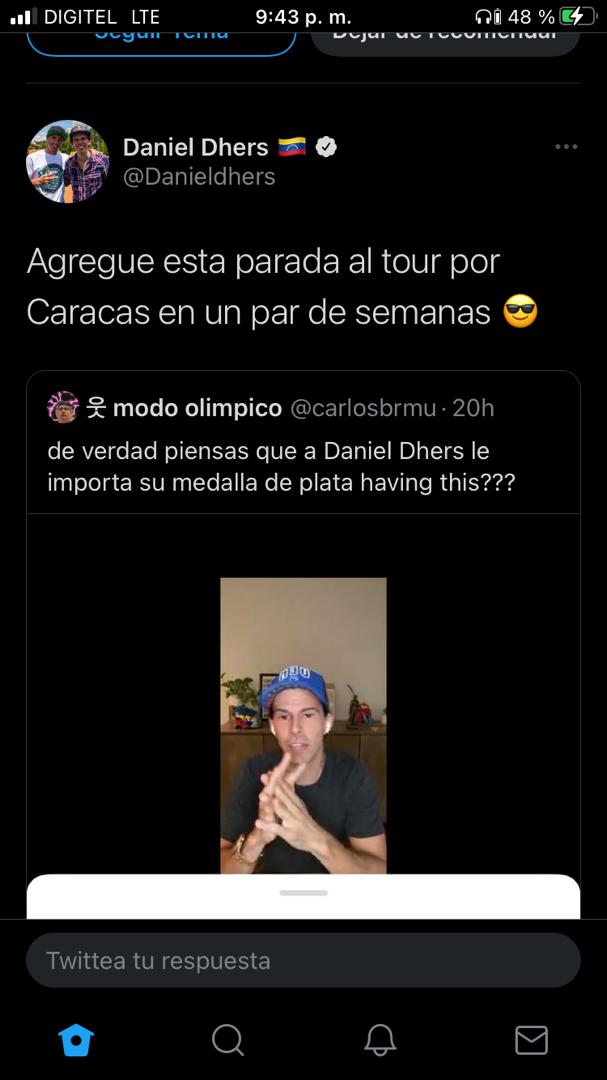 DIGITEL LTE 9:43 p. m. 48 %
Seguir Tema Dejar de recomendar
Daniel Dhers 🇻🇪
@Danieldhers
Agregue esta parada al tour por
Caracas en un par de semanas 😎
웃 modo olimpico @carlosbrmu · 20h
de verdad piensas que a Daniel Dhers le
importa su medalla de plata having this???
Twittea tu respuesta